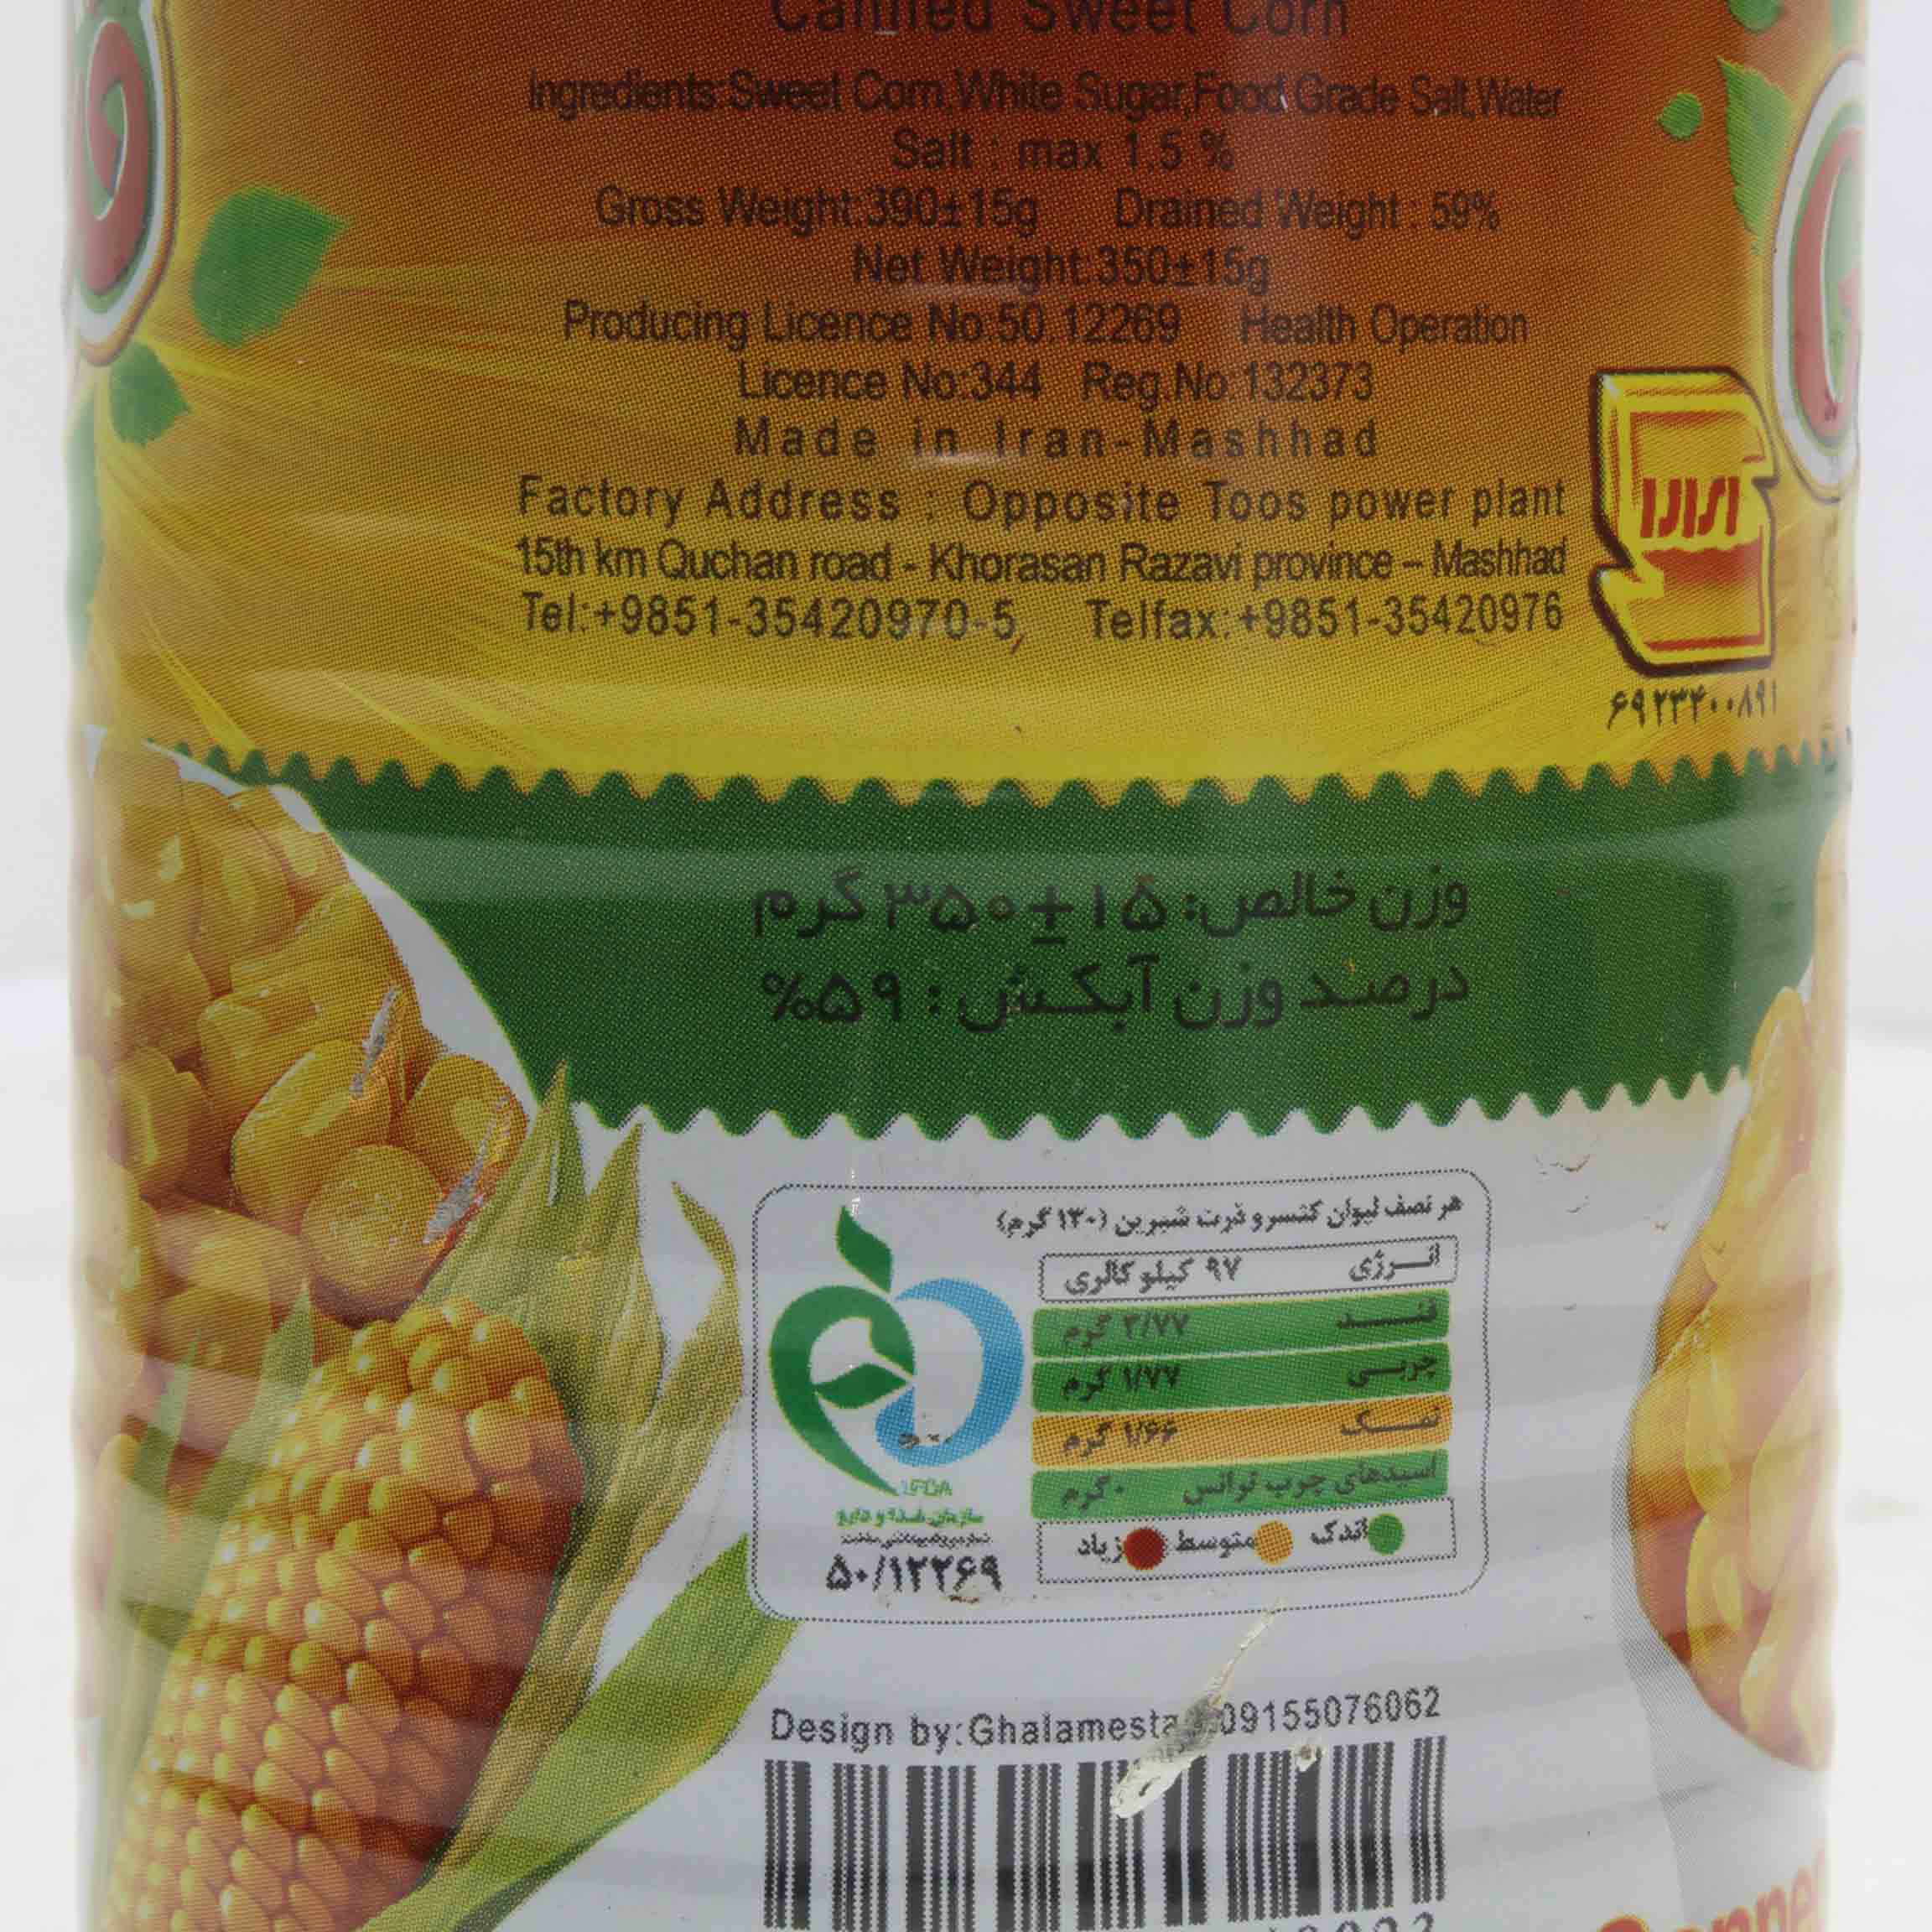 Canned Sweet Corn
Ingredients:Sweet Corn,White Sugar,Food Grade Salt,Water
Salt : max 1.5 %
Gross Weight:390±15g Drained Weight : 59%
Net Weight:350±15g
Producing Licence No:50.12269 Health Operation
Licence No:344 Reg.No:132373
Made in Iran-Mashhad
Factory Address : Opposite Toos power plant
15th km Quchan road - Khorasan Razavi province – Mashhad
Tel:+9851-35420970-5, Telfax:+9851-35420976
۶۹۲۳۴۰۰۸۹۱
وزن خالص: ۱۵±۳۵۰ گرم
درصد وزن آبکش : ۵۹%
هر نصف لیوان کنسرو ذرت شیرین (۱۳۰ گرم)
انرژی ۹۷ کیلو کالری
قند ۲/۷۷ گرم
چربی ۱/۷۷ گرم
نمک ۱/۶۶ گرم
اسیدهای چرب ترانس ۰ گرم
اندک متوسط زیاد
IFDA
سازمان غذا و دارو
۵۰/۱۲۲۶۹
Design by:Ghalamesta 09155076062